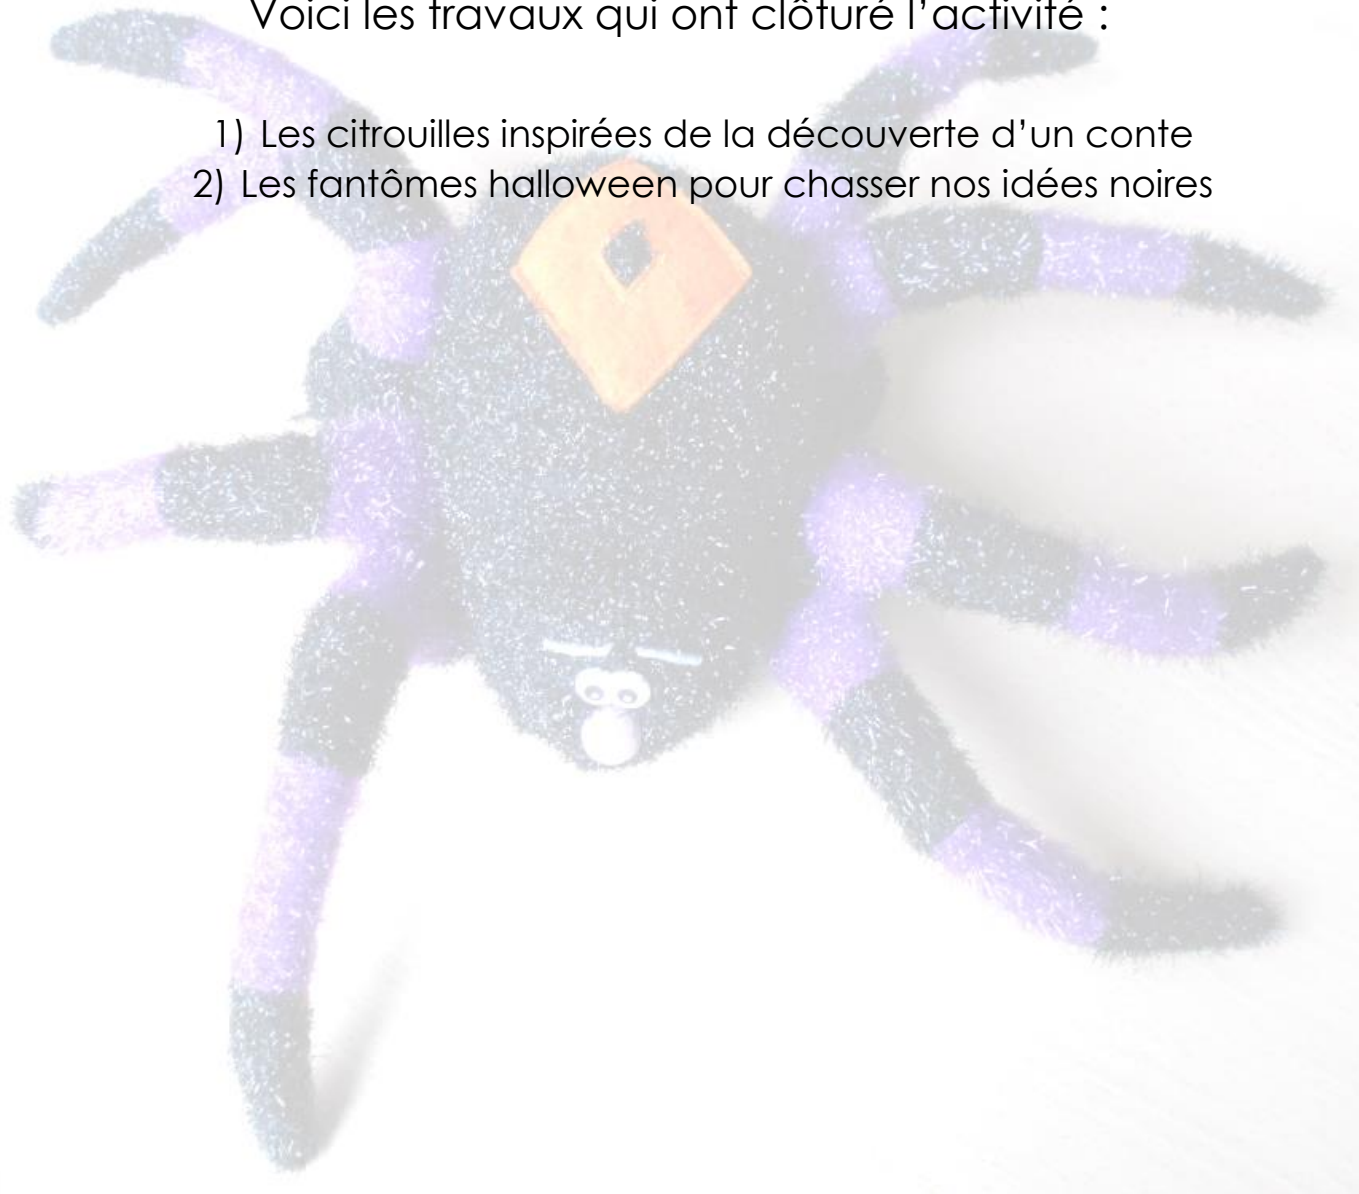 Voici les travaux qui ont clôturé l’activité :
1) Les citrouilles inspirées de la découverte d’un conte
2) Les fantômes halloween pour chasser nos idées noires